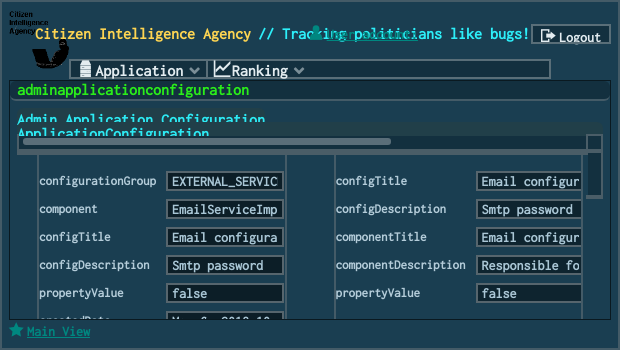 Citizen
Intelligence
Agency
Citizen Intelligence Agency // Tracking politicians like bugs!
Logout
Application
Ranking
adminapplicationconfiguration
Admin Application Configuration
ApplicationConfiguration
configurationGroup EXTERNAL_SERVIC configTitle Email configur
component EmailServiceImp configDescription Smtp password
configTitle Email configura componentTitle Email configur
configDescription Smtp password componentDescription Responsible fo
propertyValue false propertyValue false
createdDate
Main View